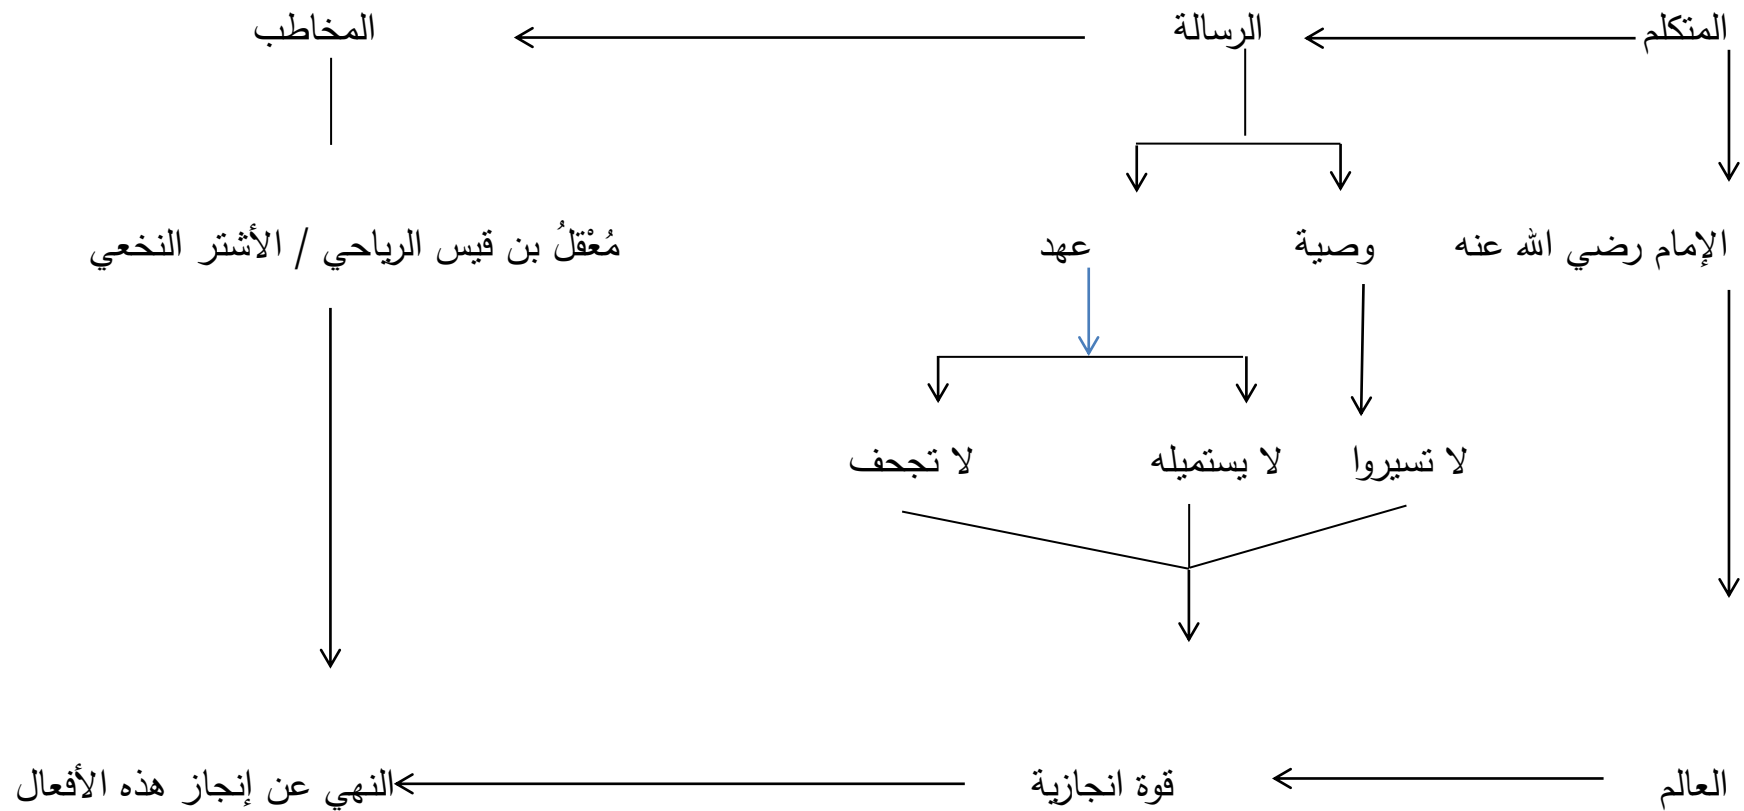 المتكلم الرسالة المخاطب
الإمام رضي الله عنه وصية عهد مُعْقلُ بن قيس الرياحي / الأشتر النخعي
لا تسيروا لا يستميله لا تجحف
العالم قوة انجازية النهي عن إنجاز هذه الأفعال